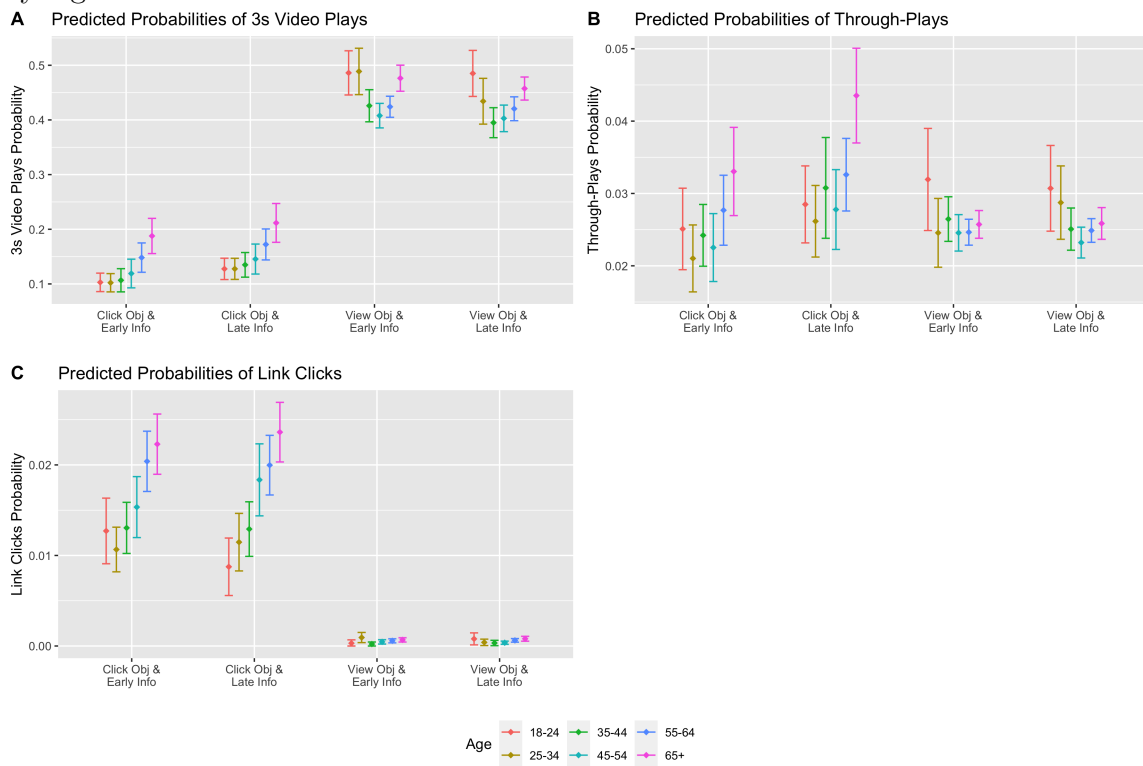 A Predicted Probabilities of 3s Video Plays
3s Video Plays Probability
0.5
0.4
0.3
0.2
0.1
Click Obj & Click Obj & View Obj & View Obj &
Early Info Late Info Early Info Late Info
B Predicted Probabilities of Through-Plays
Through-Plays Probability
0.05
0.04
0.03
0.02
Click Obj & Click Obj & View Obj & View Obj &
Early Info Late Info Early Info Late Info
C Predicted Probabilities of Link Clicks
Link Clicks Probability
0.02
0.01
0.00
Click Obj & Click Obj & View Obj & View Obj &
Early Info Late Info Early Info Late Info
Age
18-24 35-44 55-64
25-34 45-54 65+